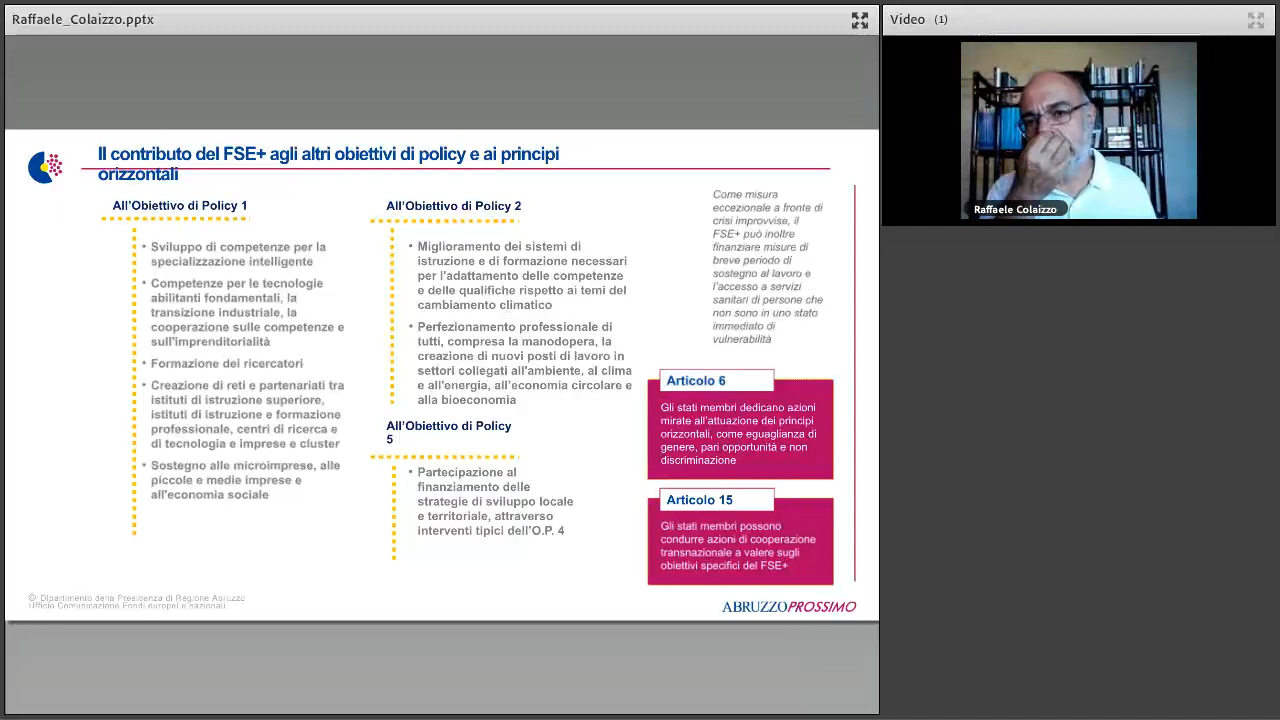 Raffaele_Colaizzo.pptx
Video (1)
Raffaele Colaizzo
Il contributo del FSE+ agli altri obiettivi di policy e ai principi
orizzontali
All'Obiettivo di Policy 1
• Sviluppo di competenze per la
specializzazione intelligente
• Competenze per le tecnologie
abilitanti fondamentali, la
transizione industriale, la
cooperazione sulle competenze e
sull'imprenditorialità
• Formazione dei ricercatori
• Creazione di reti e partenariati tra
istituti di istruzione superiore,
istituti di istruzione e formazione
professionale, centri di ricerca e
di tecnologia e imprese e cluster
• Sostegno alle microimprese, alle
piccole e medie imprese e
all'economia sociale
All'Obiettivo di Policy 2
• Miglioramento dei sistemi di
istruzione e di formazione necessari
per l'adattamento delle competenze
e delle qualifiche rispetto ai temi del
cambiamento climatico
• Perfezionamento professionale di
tutti, compresa la manodopera, la
creazione di nuovi posti di lavoro in
settori collegati all'ambiente, al clima
e all'energia, all'economia circolare e
alla bioeconomia
All'Obiettivo di Policy
5
• Partecipazione al
finanziamento delle
strategie di sviluppo locale
e territoriale, attraverso
interventi tipici dell'O.P. 4
Come misura
eccezionale a fronte di
crisi improvvise, il
FSE+ può inoltre
finanziare misure di
breve periodo di
sostegno al lavoro e
l'accesso a servizi
sanitari di persone che
non sono in uno stato
immediato di
vulnerabilità
Articolo 6
Gli stati membri dedicano azioni
mirate all'attuazione dei principi
orizzontali, come eguaglianza di
genere, pari opportunità e non
discriminazione
Articolo 15
Gli stati membri possono
condurre azioni di cooperazione
transnazionale a valere sugli
obiettivi specifici del FSE+
© Dipartimento della Presidenza di Regione Abruzzo
Ufficio Comunicazione Fondi europei e nazionali
ABRUZZOPROSSIMO